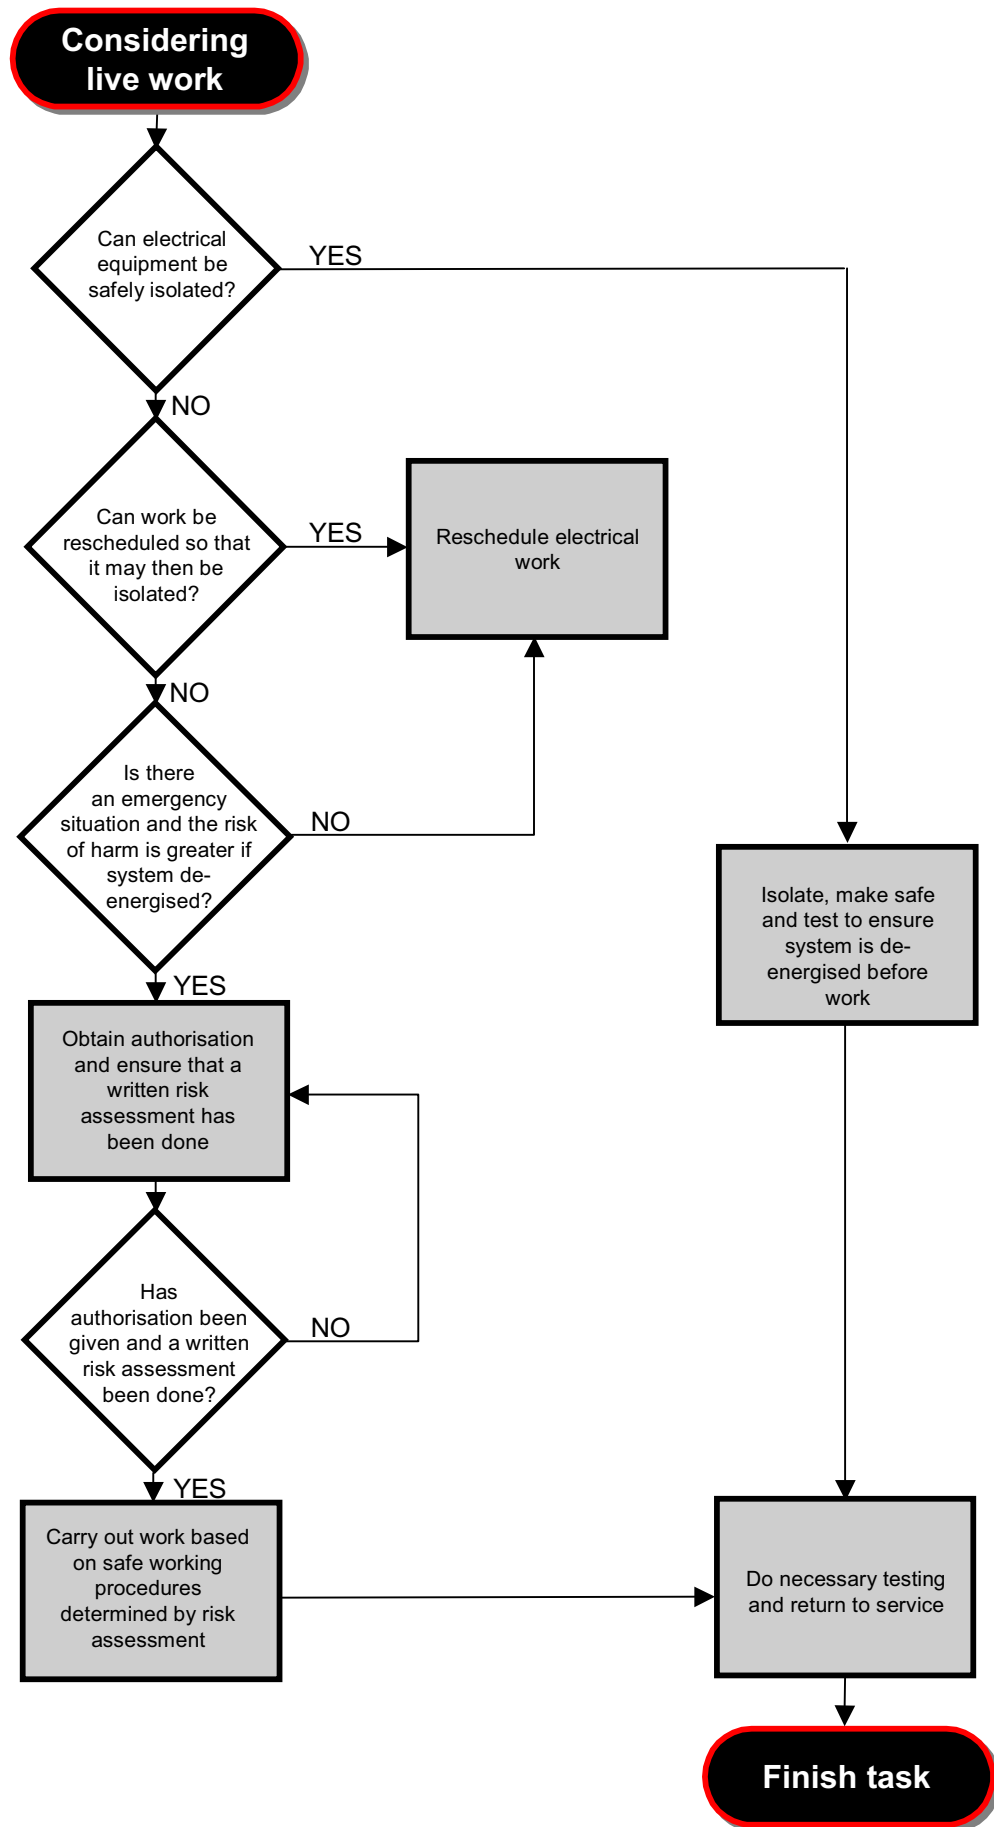 Considering
live work
Can electrical
equipment be
safely isolated?
YES
NO
Can work be
rescheduled so that
it may then be
isolated?
YES
Reschedule electrical
work
NO
Is there
an emergency
situation and the risk
of harm is greater if
system de-
energised?
NO
Isolate, make safe
and test to ensure
system is de-
energised before
work
YES
Obtain authorisation
and ensure that a
written risk
assessment has
been done
Has
authorisation been
given and a written
risk assessment
been done?
NO
YES
Carry out work based
on safe working
procedures
determined by risk
assessment
Do necessary testing
and return to service
Finish task